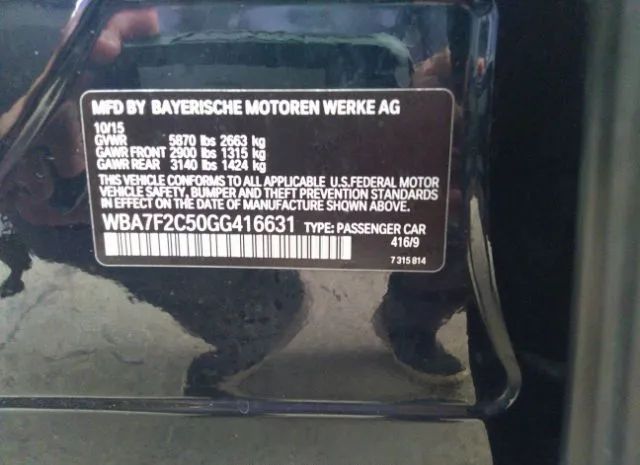 MFD BY BAYERISCHE MOTOREN WERKE AG
10/15
GVWR 5870 lbs 2663 kg
GAWR FRONT 2900 lbs 1315 kg
GAWR REAR 3140 lbs 1424 kg
THIS VEHICLE CONFORMS TO ALL APPLICABLE U.S.FEDERAL MOTOR
VEHICLE SAFETY, BUMPER, AND THEFT PREVENTION STANDARDS
IN EFFECT ON THE DATE OF MANUFACTURE SHOWN ABOVE.
WBA7F2C50GG416631 TYPE: PASSENGER CAR
416/9
7 315 814